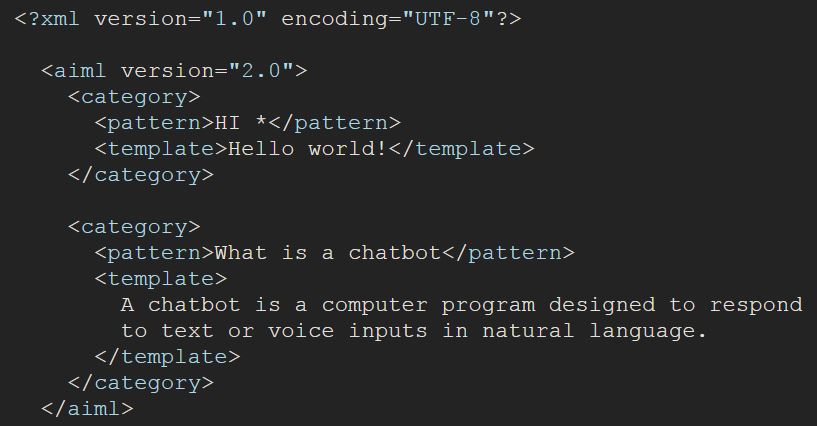 <?xml version="1.0" encoding="UTF-8"?>
<aiml version="2.0">
<category>
<pattern>HI *</pattern>
<template>Hello world!</template>
</category>
<category>
<pattern>What is a chatbot</pattern>
<template>
A chatbot is a computer program designed to respond
to text or voice inputs in natural language.
</template>
</category>
</aiml>